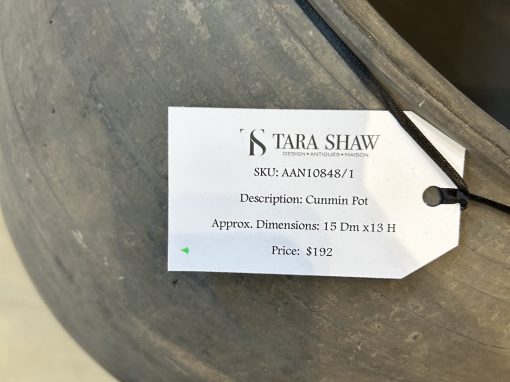 TS TARA SHAW
DESIGN • ANTIQUES • MAISON
SKU: AAN10848/1
Description: Cunmin Pot
Approx. Dimensions: 15 Dm x13 H
Price: $192